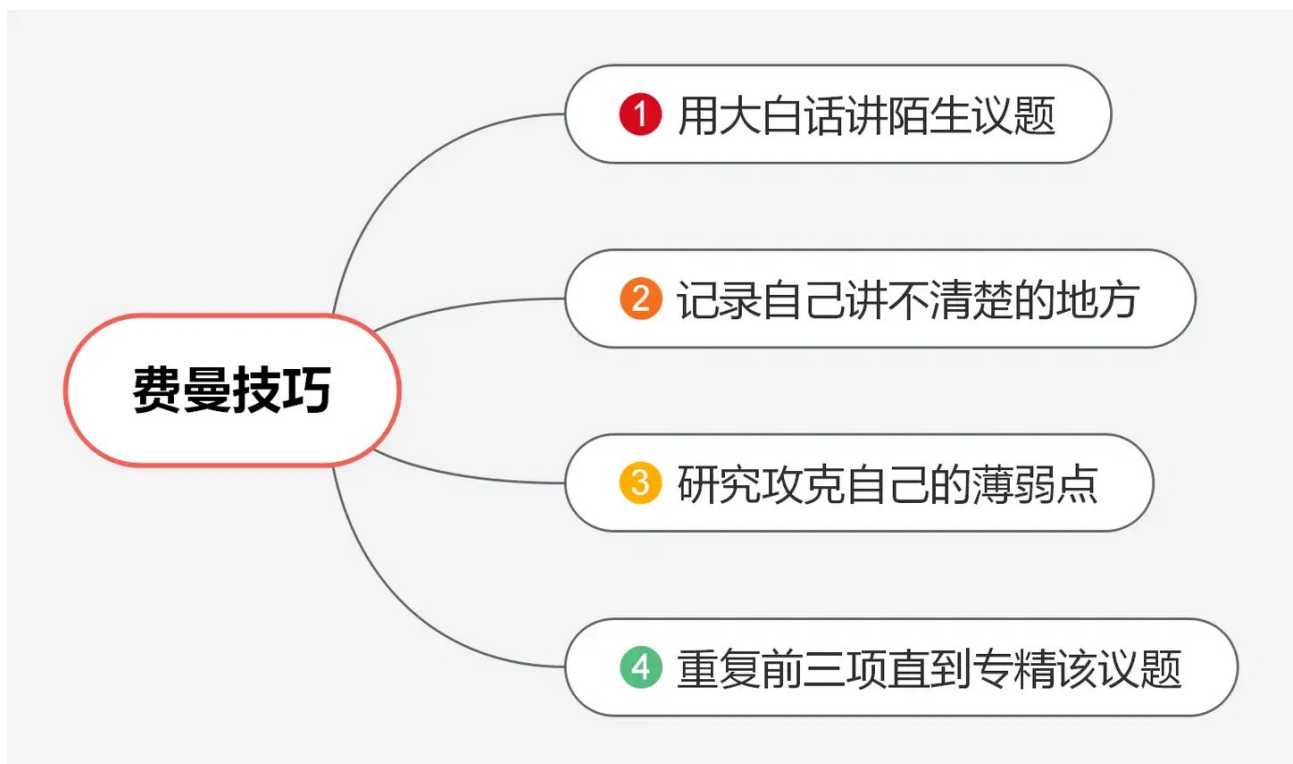 费曼技巧
1 用大白话讲陌生议题
2 记录自己讲不清楚的地方
3 研究攻克自己的薄弱点
4 重复前三项直到专精该议题